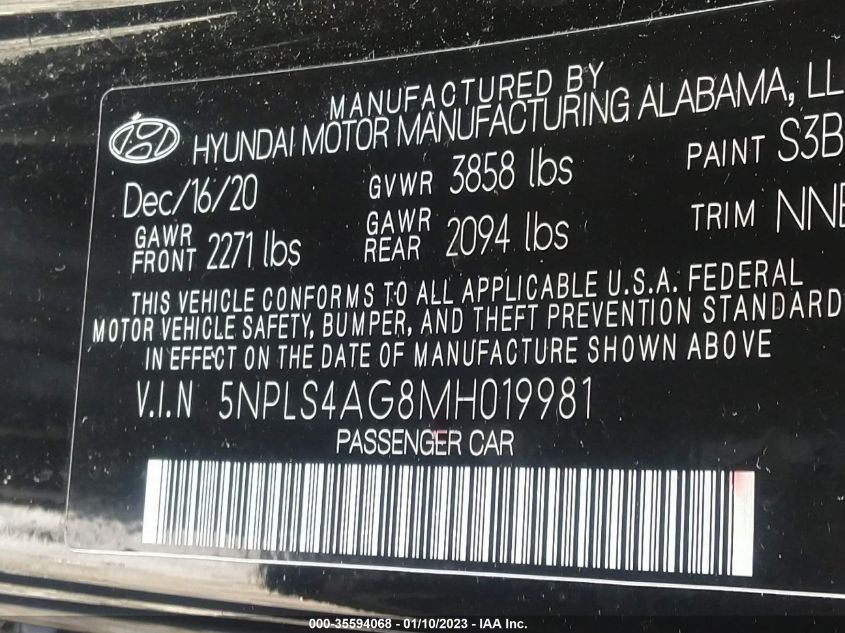 MANUFACTURED BY
HYUNDAI MOTOR MANUFACTURING ALABAMA, LL
Dec/16/20 GVWR 3858 lbs PAINT S3B
GAWR FRONT 2271 lbs GAWR REAR 2094 lbs TRIM NNB
THIS VEHICLE CONFORMS TO ALL APPLICABLE U.S.A. FEDERAL
MOTOR VEHICLE SAFETY, BUMPER, AND THEFT PREVENTION STANDARD
IN EFFECT ON THE DATE OF MANUFACTURE SHOWN ABOVE
V.I.N 5NPLS4AG8MH019981
PASSENGER CAR
000-35594068 - 01/10/2023 - IAA Inc.